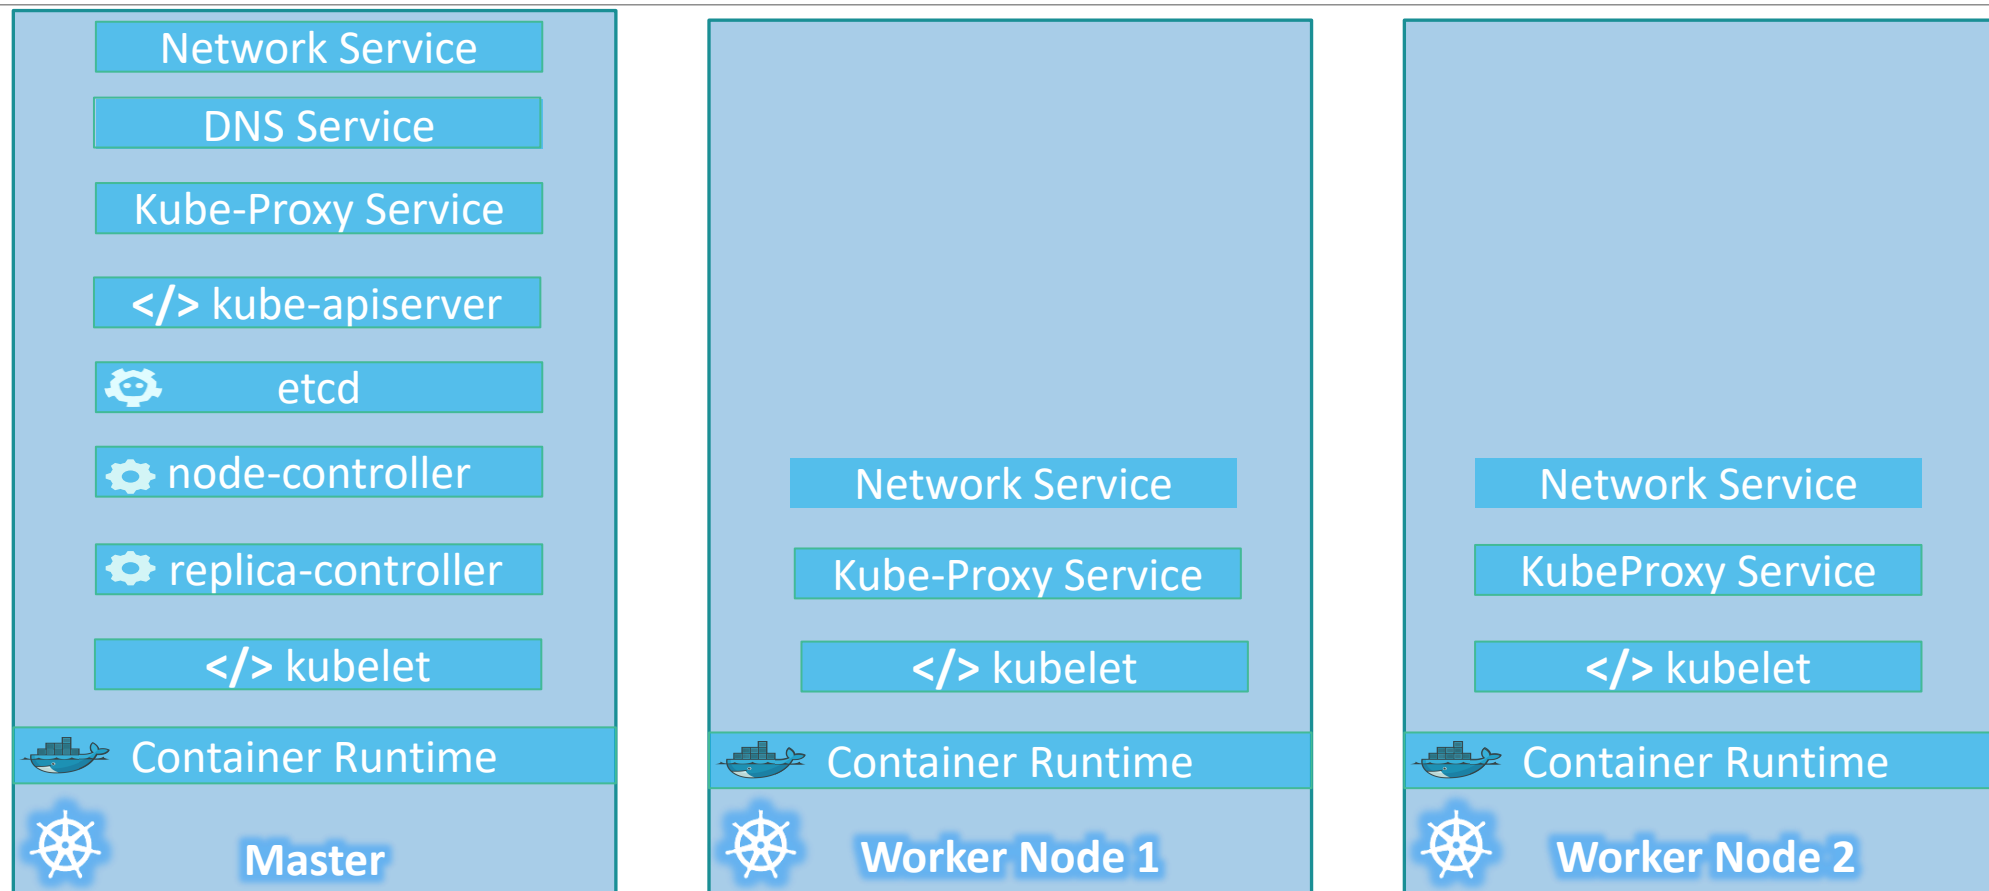 Network Service
DNS Service
Kube-Proxy Service
</> kube-apiserver
etcd
node-controller
replica-controller
</> kubelet
Container Runtime
Master
Network Service
Kube-Proxy Service
</> kubelet
Container Runtime
Worker Node 1
Network Service
KubeProxy Service
</> kubelet
Container Runtime
Worker Node 2